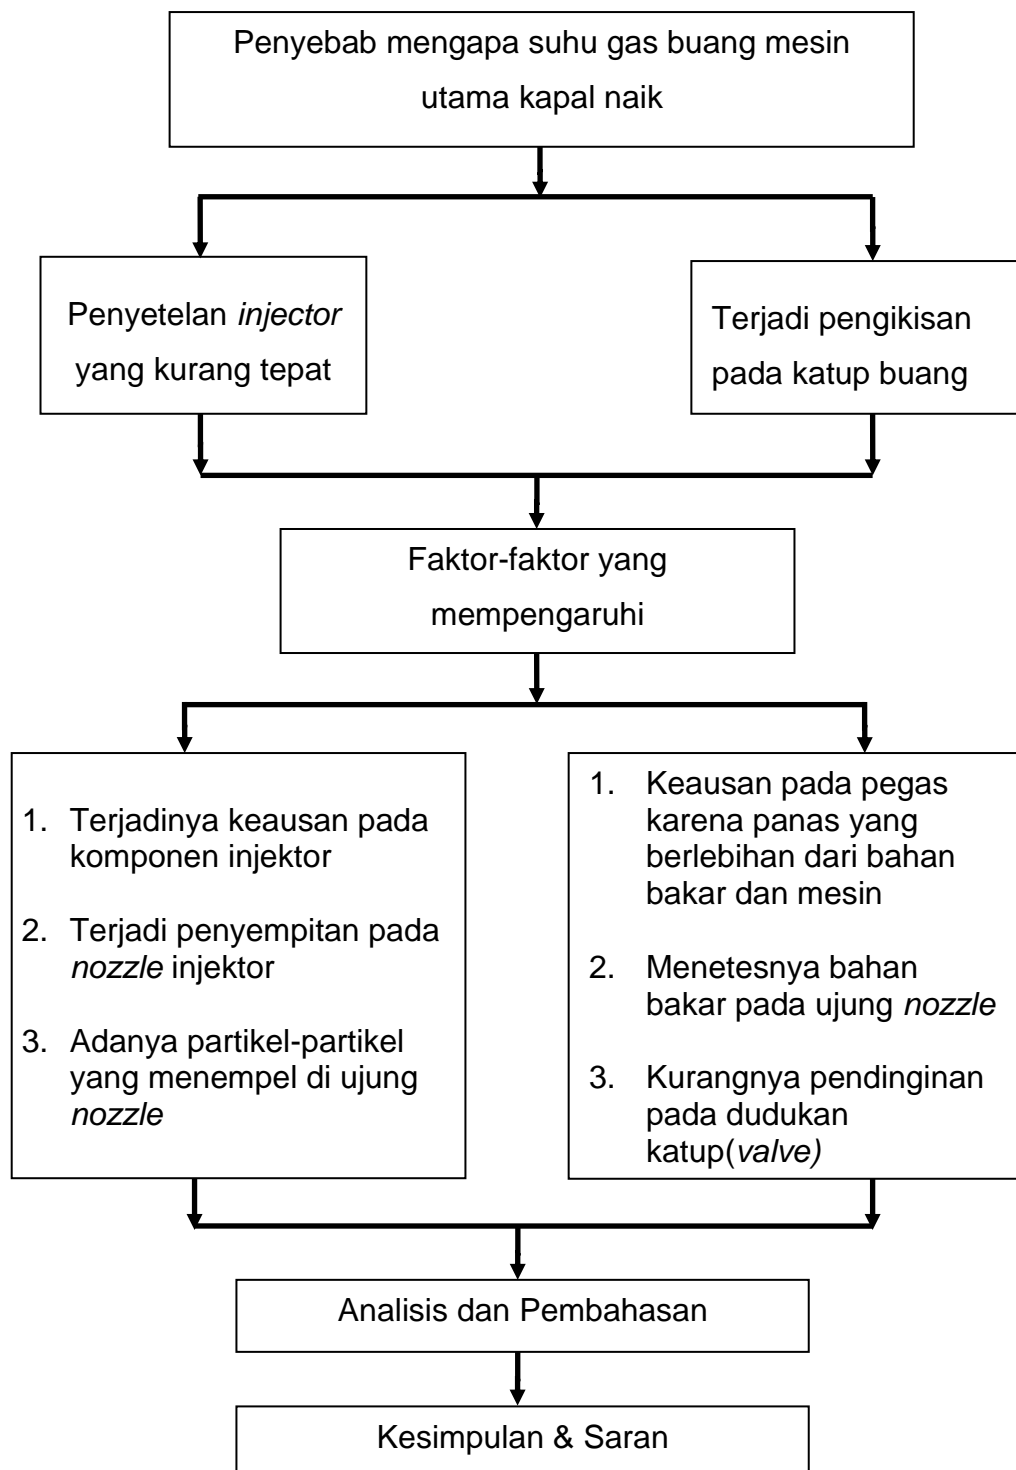 Penyebab mengapa suhu gas buang mesin
utama kapal naik
Penyetelan injector
yang kurang tepat
Terjadi pengikisan
pada katup buang
Faktor-faktor yang
mempengaruhi
1. Terjadinya keausan pada
komponen injektor
2. Terjadi penyempitan pada
nozzle injektor
3. Adanya partikel-partikel
yang menempel di ujung
nozzle
1. Keausan pada pegas
karena panas yang
berlebihan dari bahan
bakar dan mesin
2. Menetesnya bahan
bakar pada ujung nozzle
3. Kurangnya pendinginan
pada dudukan
katup(valve)
Analisis dan Pembahasan
Kesimpulan & Saran